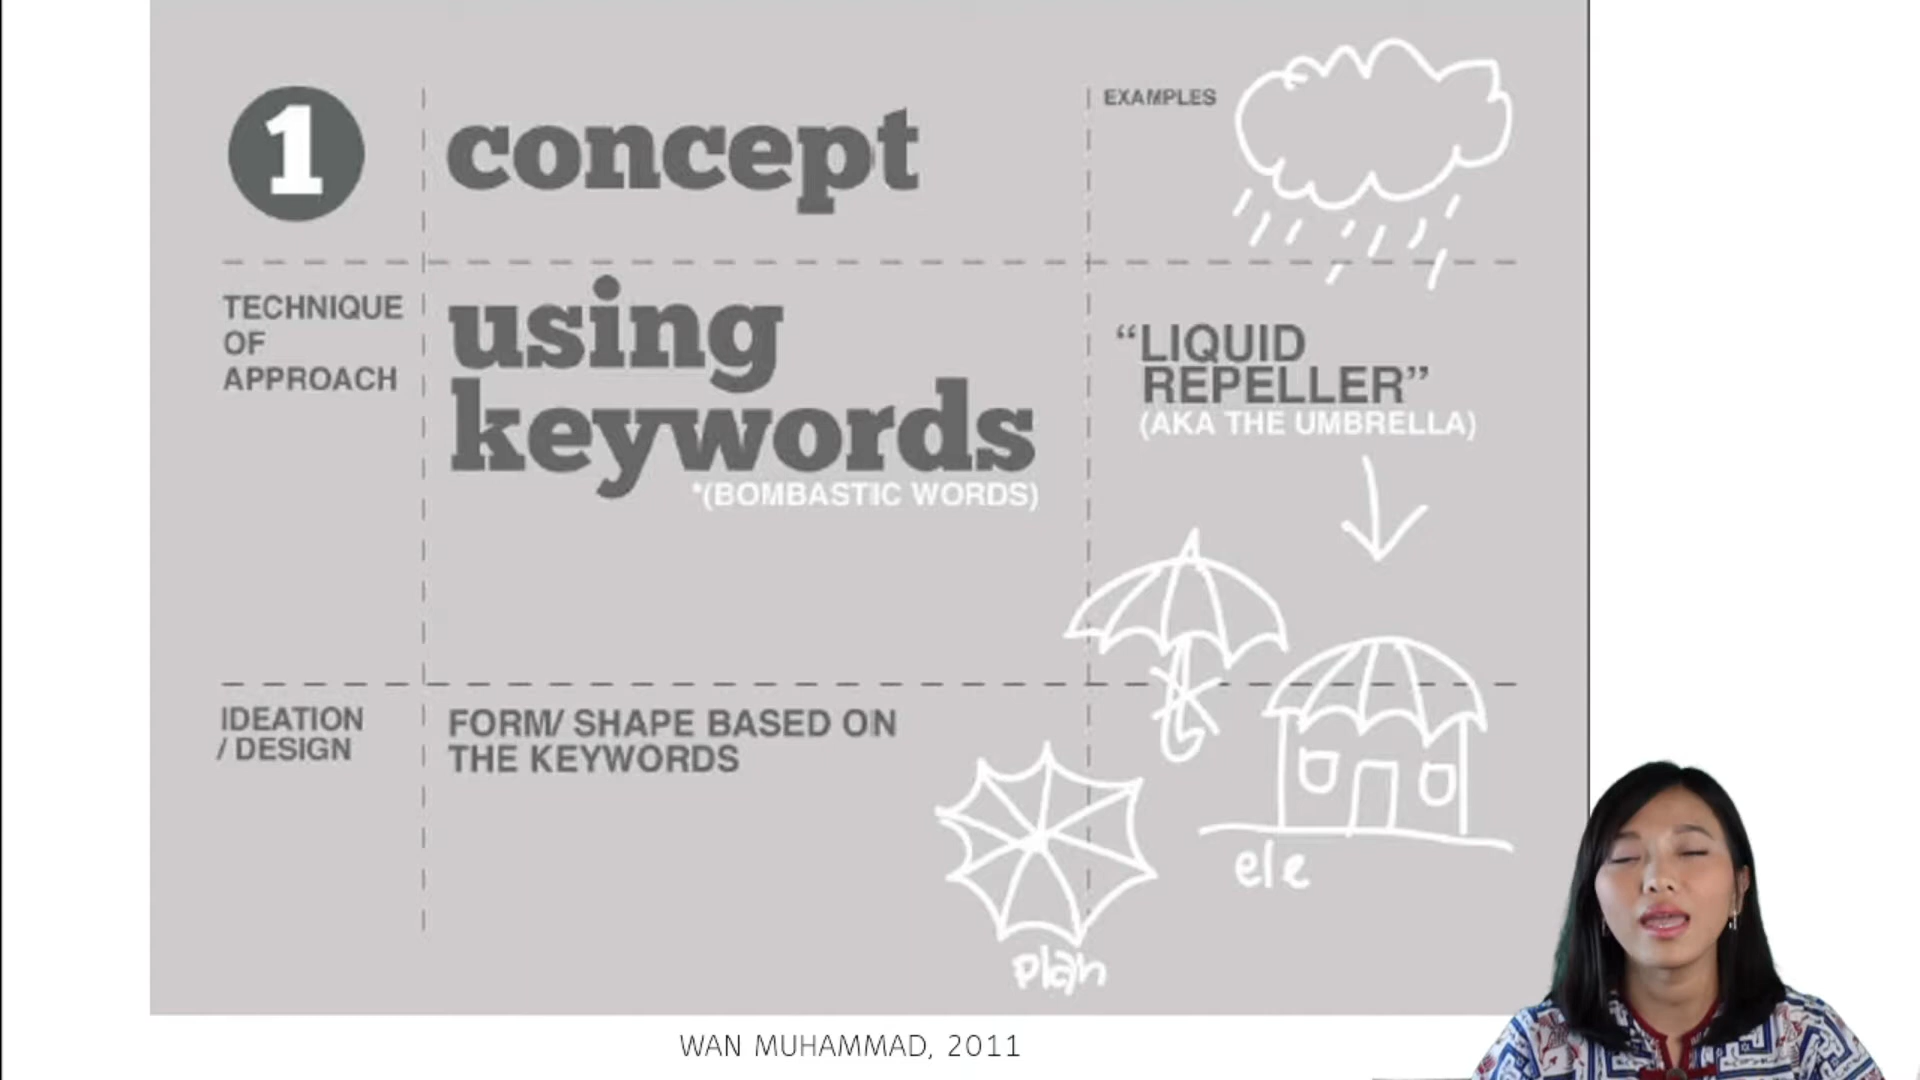 1
concept
EXAMPLES
TECHNIQUE
OF
APPROACH
using
keywords
*(BOMBASTIC WORDS)
“LIQUID
REPELLER”
(AKA THE UMBRELLA)
IDEATION
/ DESIGN
FORM/ SHAPE BASED ON
THE KEYWORDS
ele
plan
WAN MUHAMMAD, 2011